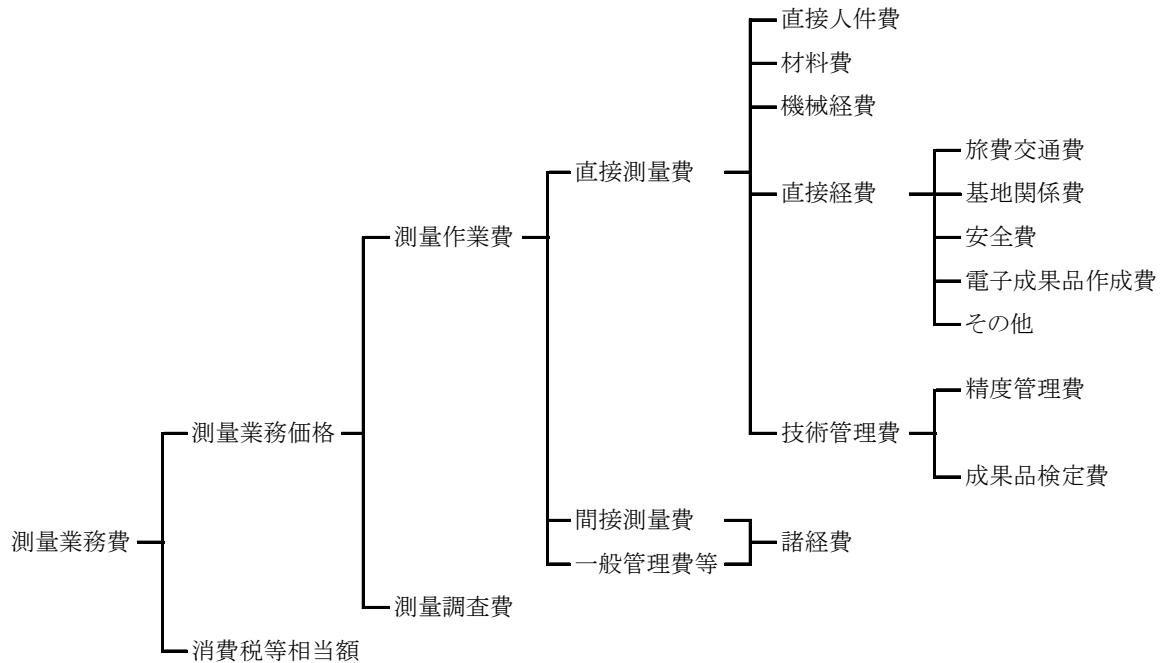 直接人件費
材料費
機械経費
旅費交通費
直接測量費
直接経費
基地関係費
測量作業費
安全費
電子成果品作成費
その他
精度管理費
測量業務価格
技術管理費
成果品検定費
間接測量費
測量業務費
諸経費
一般管理費等
測量調査費
消費税等相当額